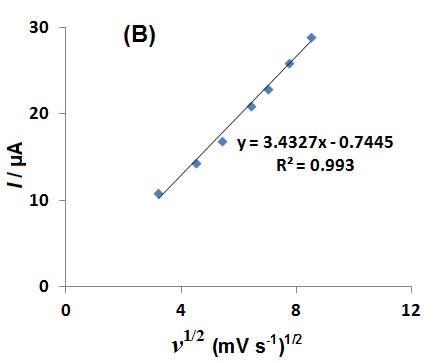 (B)
30
20
10
0
I / µA
y = 3.4327x - 0.7445
R² = 0.993
0 4 8 12
ν^1/2 (mV s^-1)^1/2